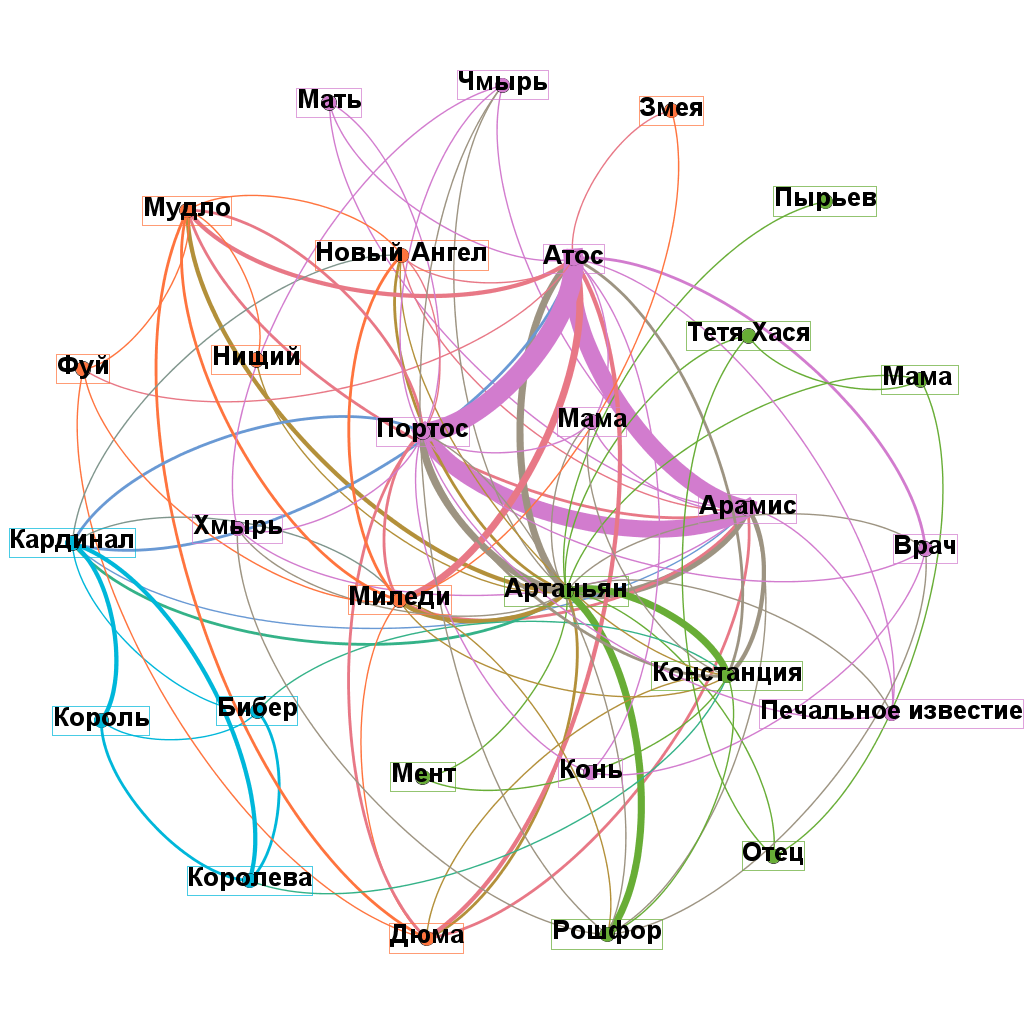 Чмырь
Мать
Змея
Пырьев
Мудло
Новый Ангел
Атос
Тетя Хася
Нищий
Фуй
Мама
Мама
Портос
Арамис
Хмырь
Кардинал
Врач
Артаньян
Миледи
Констанция
Бибер
Король
Печальное известие
Мент
Конь
Отец
Королева
Дюма
Рошфор